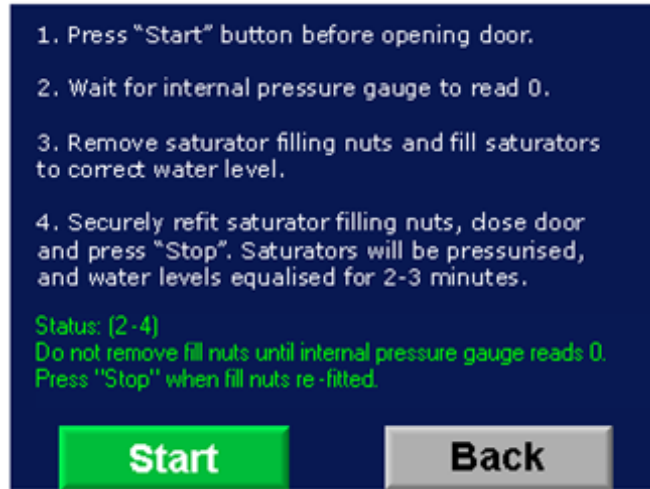 1. Press "Start" button before opening door.
2. Wait for internal pressure gauge to read 0.
3. Remove saturator filling nuts and fill saturators
to correct water level.
4. Securely refit saturator filling nuts, close door
and press "Stop". Saturators will be pressurised,
and water levels equalised for 2-3 minutes.
Status: (2-4)
Do not remove fill nuts until internal pressure gauge reads 0.
Press "Stop" when fill nuts re-fitted.
Start
Back